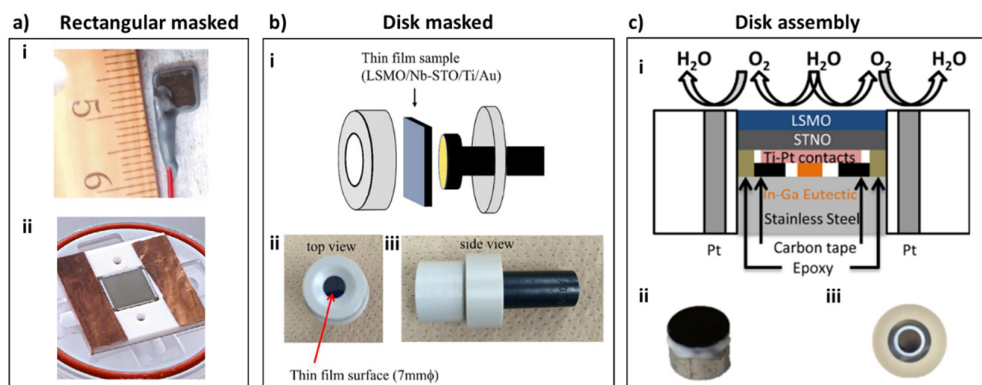 a) Rectangular masked
b) Disk masked
c) Disk assembly
i
5
6
ii
i
Thin film sample
(LSMO/Nb-STO/Ti/Au)
ii
top view
iii
side view
Thin film surface (7mmϕ)
i
H₂O O₂ H₂O O₂ H₂O
LSMO
STNO
Ti-Pt contacts
In-Ga Eutectic
Stainless Steel
Pt Carbon tape Pt
Epoxy
ii
iii